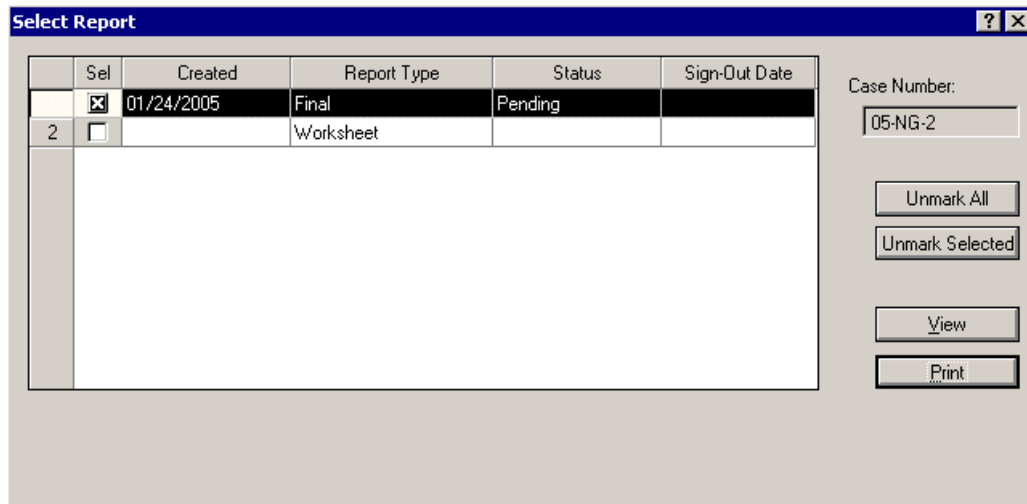 Select Report
Sel Created Report Type Status Sign-Out Date
01/24/2005 Final Pending
2 Worksheet
Case Number:
05-NG-2
Unmark All
Unmark Selected
View
Print